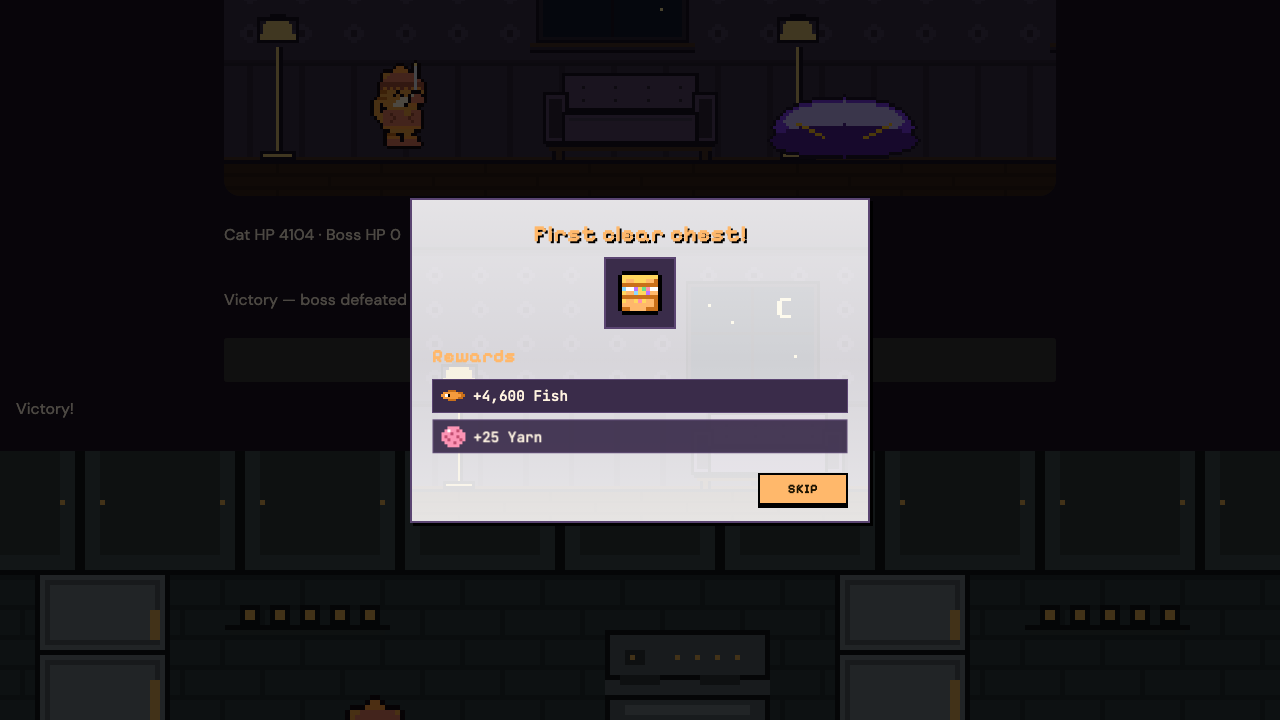 Cat HP 4104 · Boss HP 0
Victory — boss defeated
Victory!
First clear chest!
Rewards
+4,600 Fish
+25 Yarn
SKIP